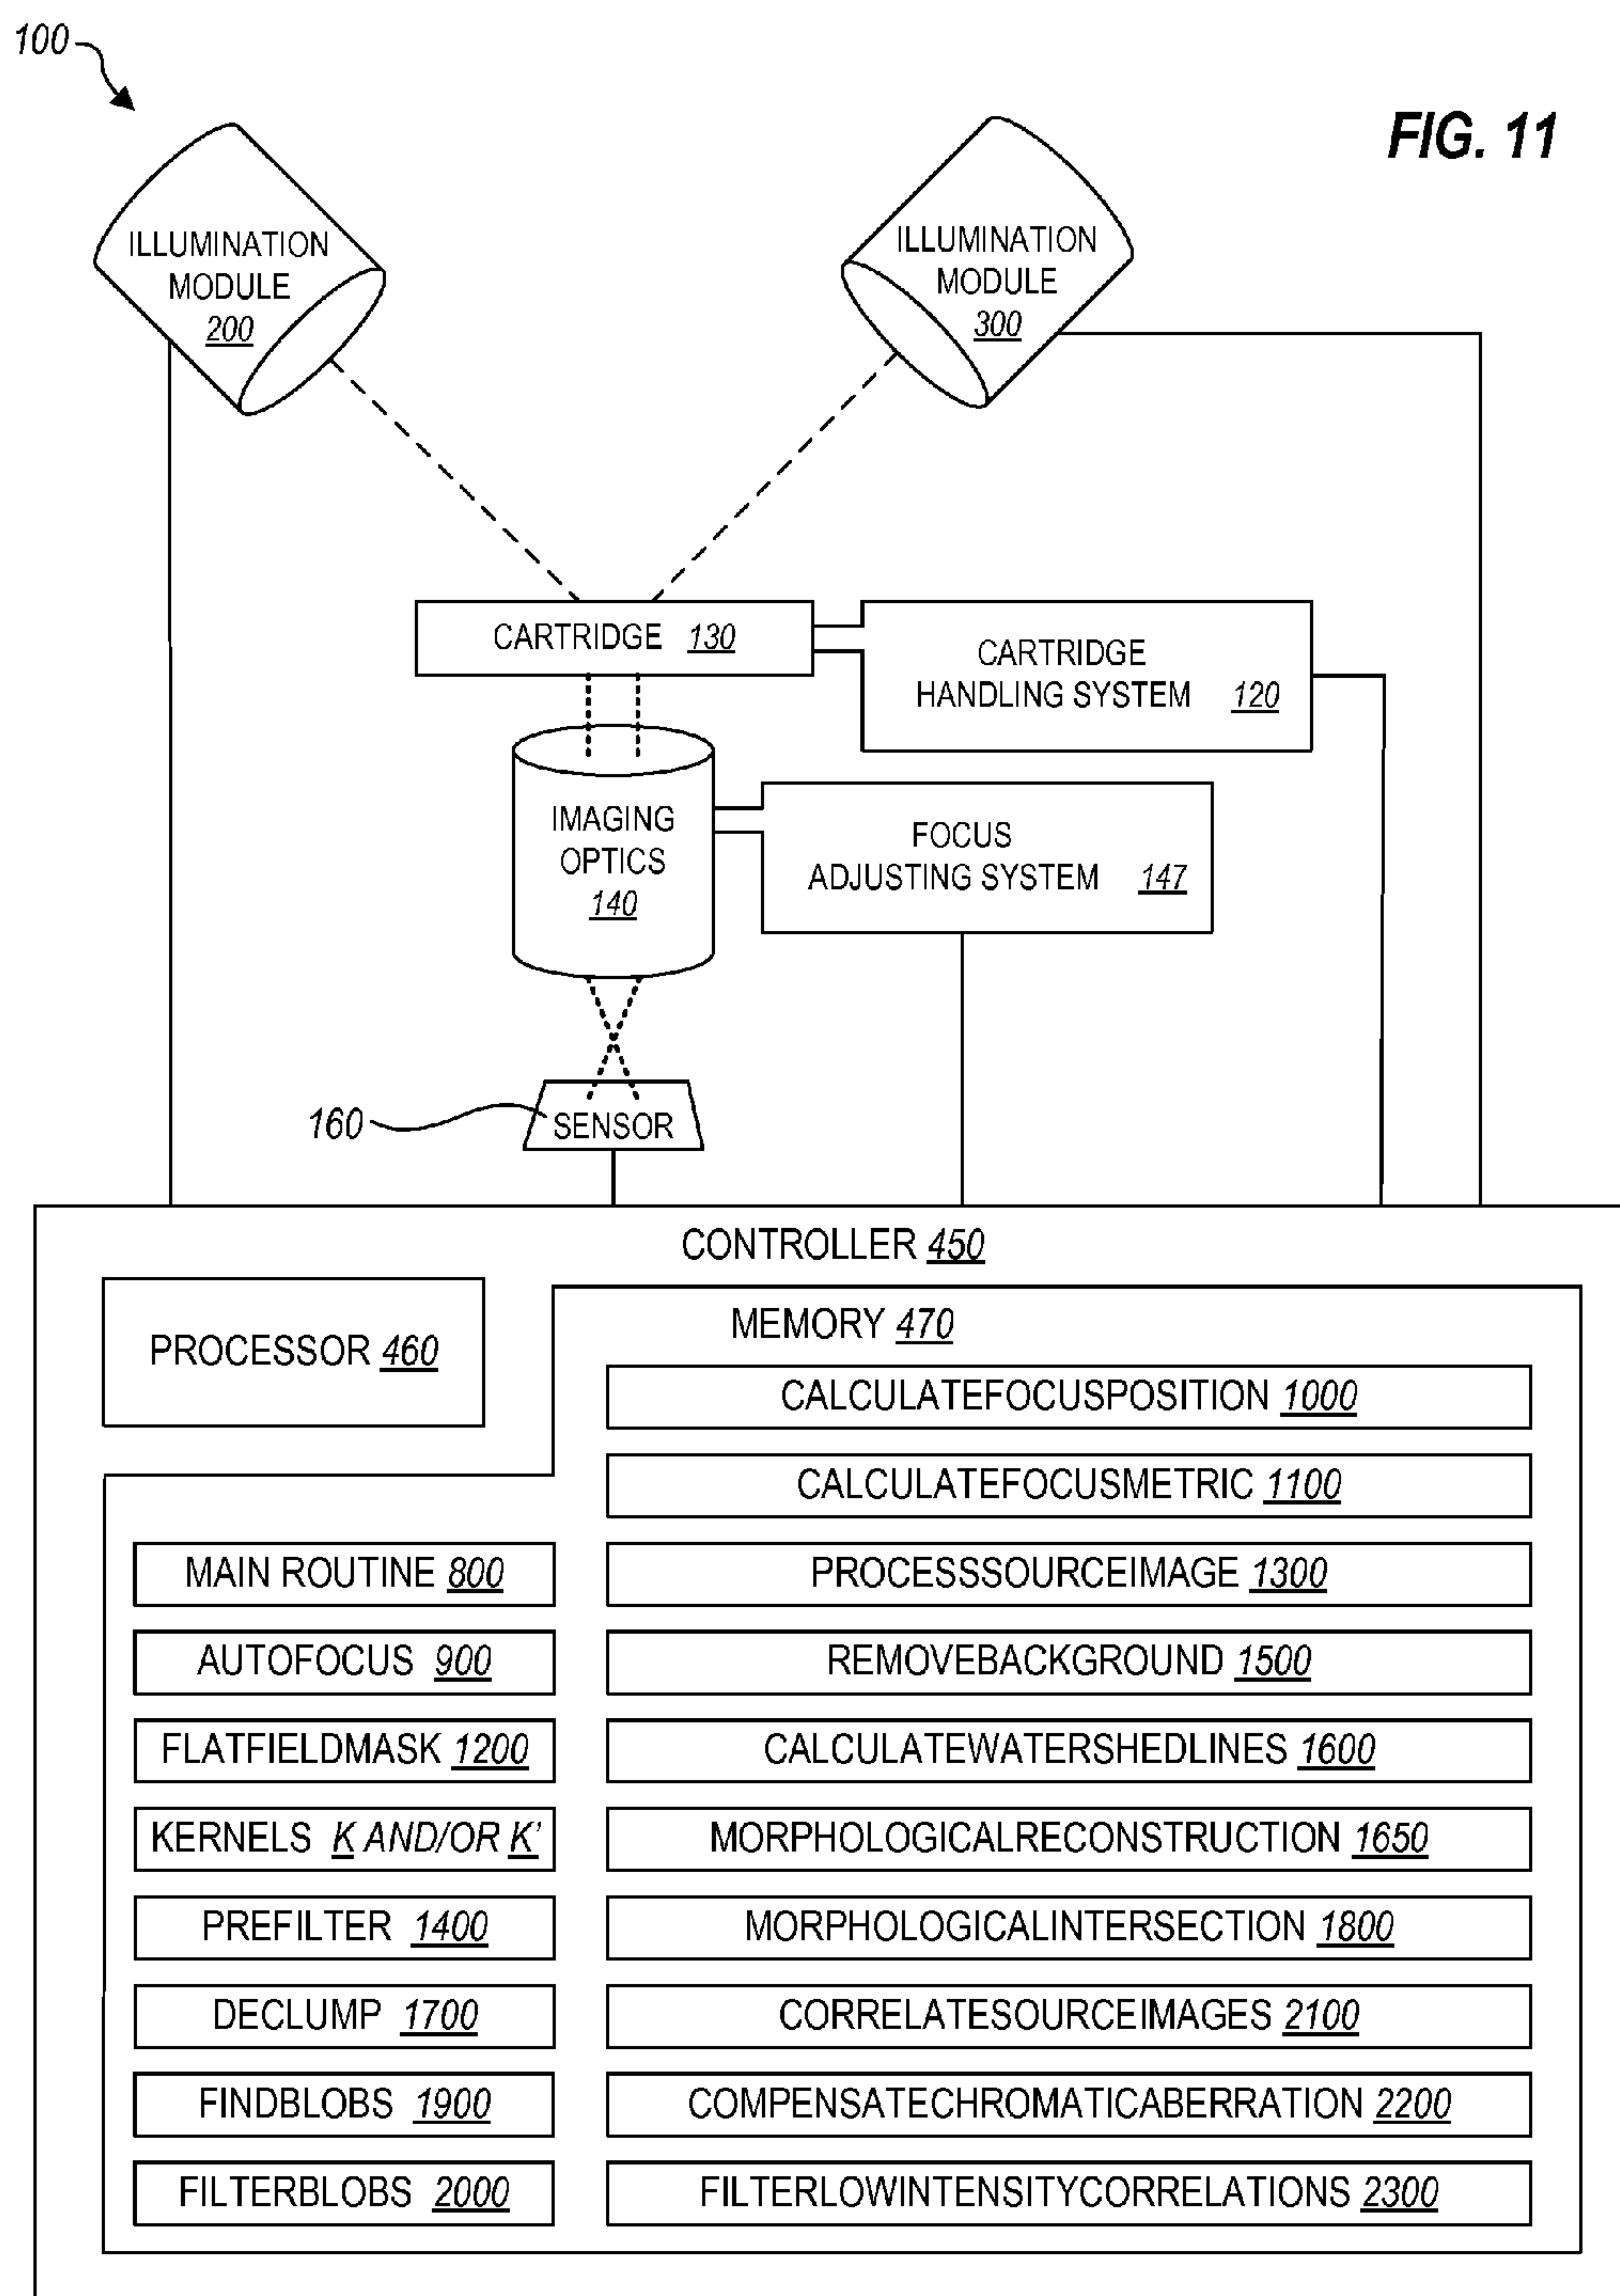 100
FIG. 11
ILLUMINATION
MODULE
200
ILLUMINATION
MODULE
300
CARTRIDGE 130
CARTRIDGE
HANDLING SYSTEM 120
IMAGING
OPTICS
140
FOCUS
ADJUSTING SYSTEM 147
160
SENSOR
CONTROLLER 450
PROCESSOR 460
MEMORY 470
CALCULATEFOCUSPOSITION 1000
CALCULATEFOCUSMETRIC 1100
MAIN ROUTINE 800
PROCESSSOURCEIMAGE 1300
AUTOFOCUS 900
REMOVEBACKGROUND 1500
FLATFIELDMASK 1200
CALCULATEWATERSHEDLINES 1600
KERNELS K AND/OR K'
MORPHOLOGICALRECONSTRUCTION 1650
PREFILTER 1400
MORPHOLOGICALINTERSECTION 1800
DECLUMP 1700
CORRELATESOURCEIMAGES 2100
FINDBLOBS 1900
COMPENSATECHROMATICABERRATION 2200
FILTERBLOBS 2000
FILTERLOWINTENSITYCORRELATIONS 2300